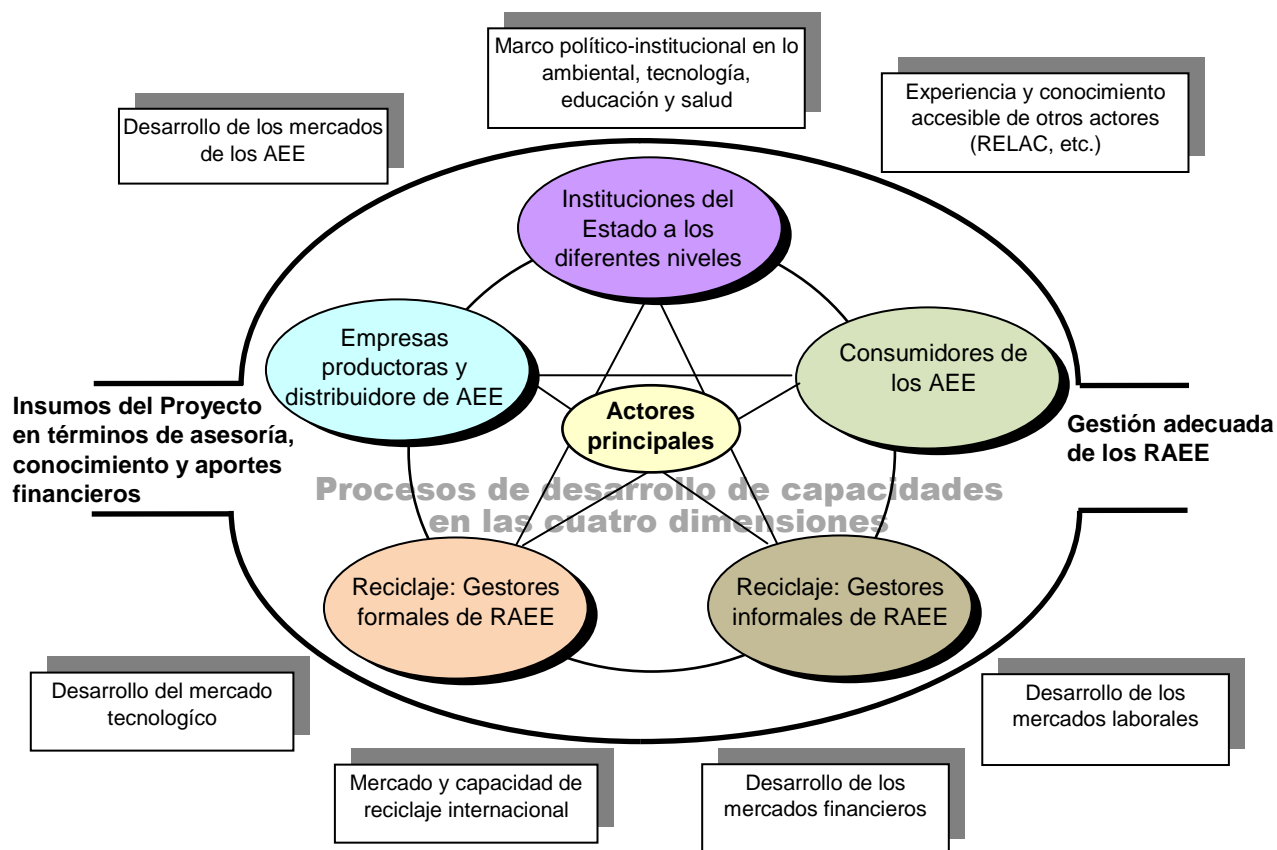 Marco político-institucional en lo
ambiental, tecnología,
educación y salud
Desarrollo de los mercados
de los AEE
Experiencia y conocimiento
accesible de otros actores
(RELAC, etc.)
Instituciones del
Estado a los
diferentes niveles
Empresas
productoras y
distribuidore de AEE
Consumidores de
los AEE
Actores
principales
Insumos del Proyecto
en términos de asesoría,
conocimiento y aportes
financieros
Gestión adecuada
de los RAEE
Procesos de desarrollo de capacidades
en las cuatro dimensiones
Reciclaje: Gestores
formales de RAEE
Reciclaje: Gestores
informales de RAEE
Desarrollo del mercado
tecnologíco
Desarrollo de los
mercados laborales
Mercado y capacidad de
reciclaje internacional
Desarrollo de los
mercados financieros